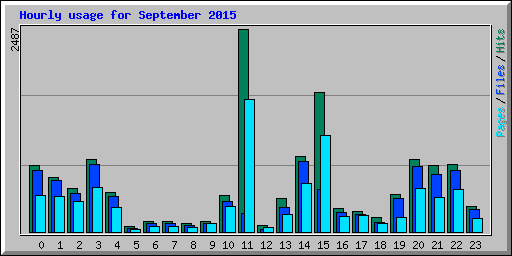 Hourly usage for September 2015
2487
Pages/Files/Hits
0 1 2 3 4 5 6 7 8 9 10 11 12 13 14 15 16 17 18 19 20 21 22 23